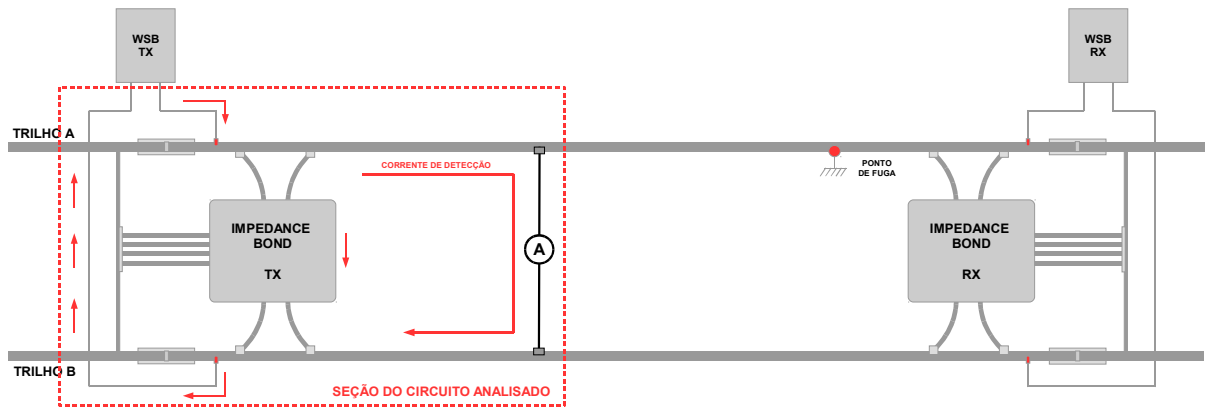 WSB
TX
WSB
RX
TRILHO A
CORRENTE DE DETECÇÃO
PONTO
DE FUGA
IMPEDANCE
BOND
TX
A
IMPEDANCE
BOND
RX
TRILHO B
SEÇÃO DO CIRCUITO ANALISADO